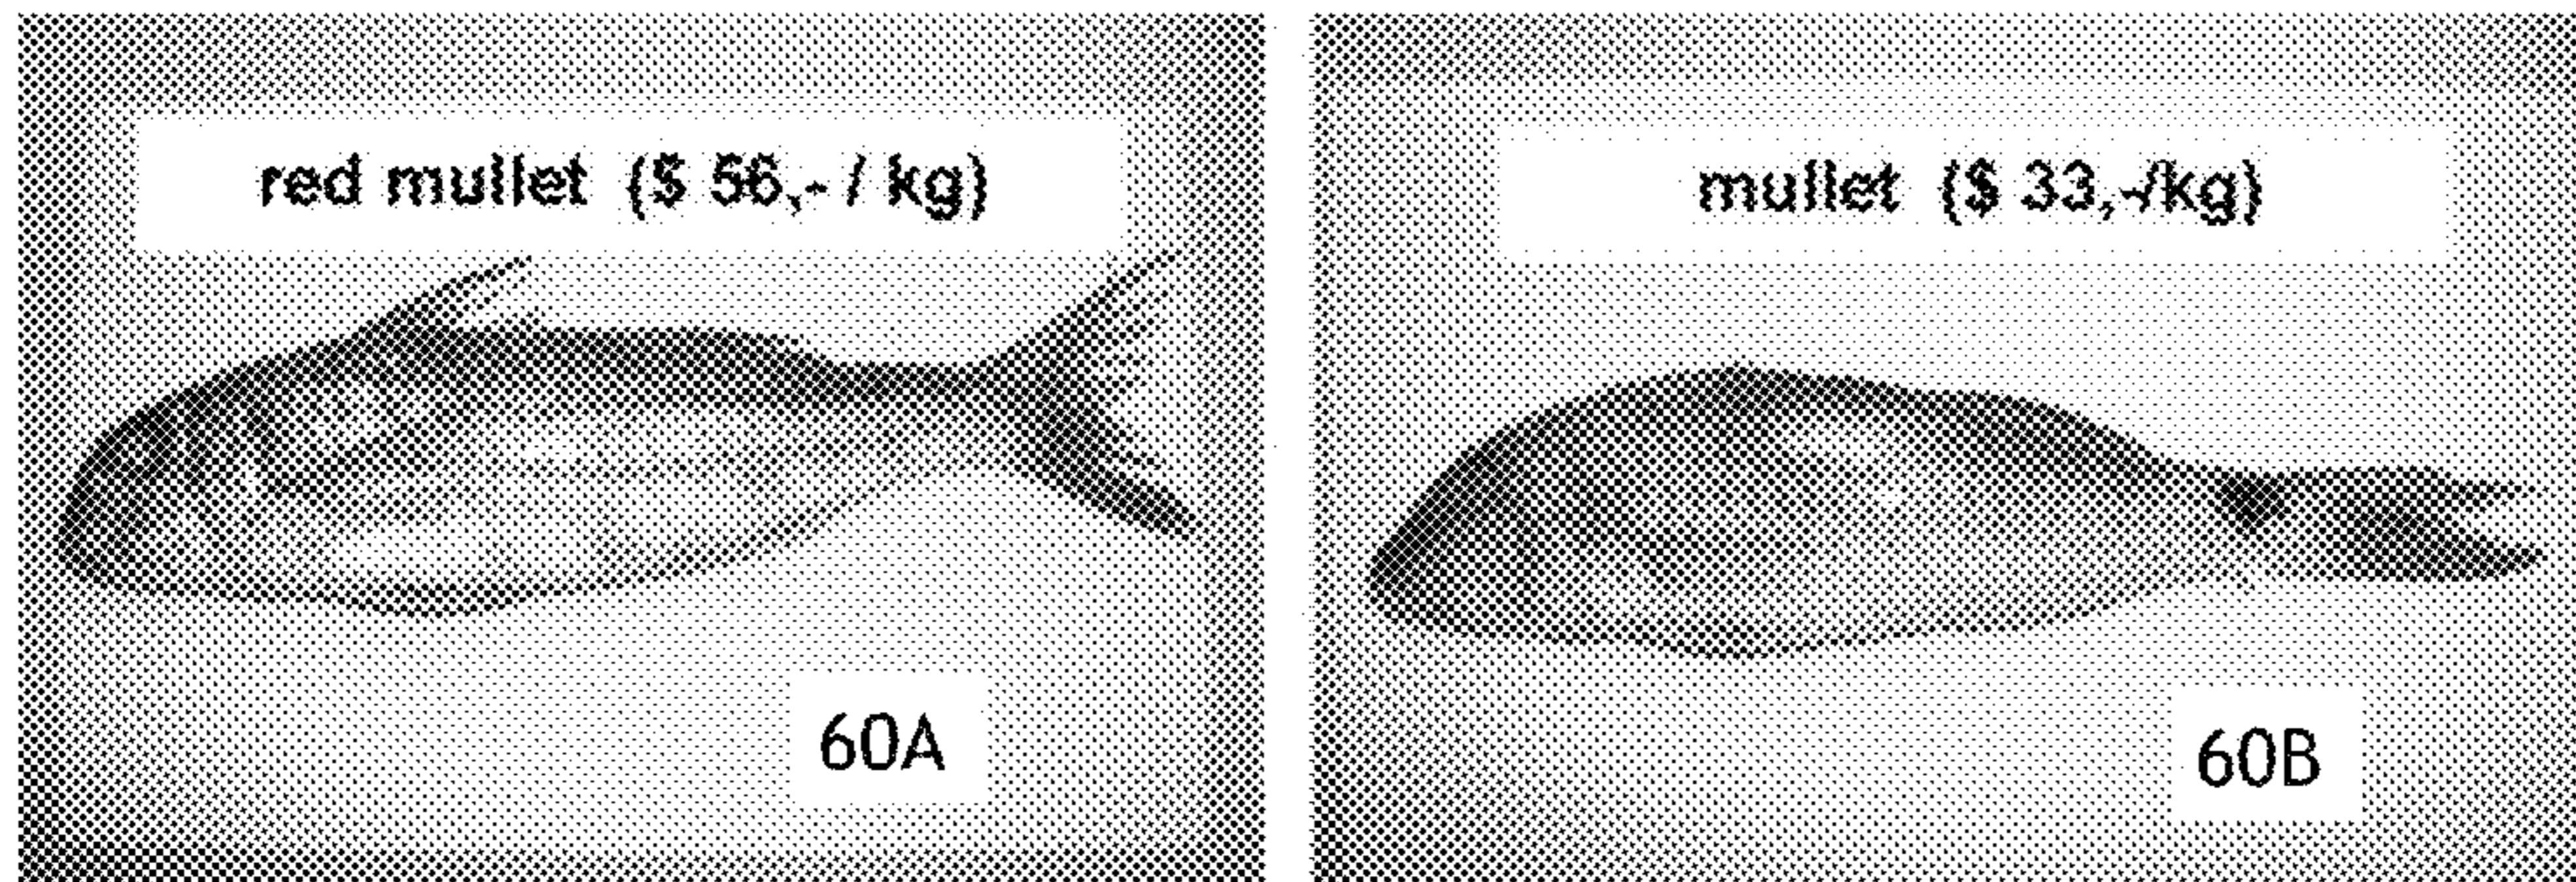 red mullet ($ 56,- / kg)
mullet ($ 33,-/kg)
60A
60B